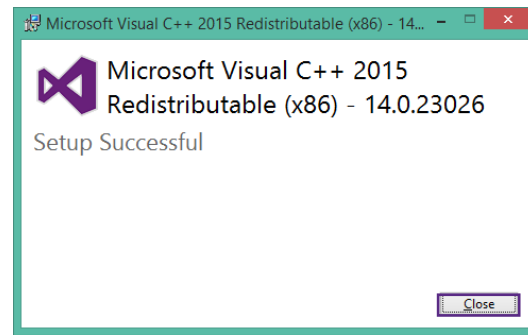 Microsoft Visual C++ 2015 Redistributable (x86) - 14...
Microsoft Visual C++ 2015
Redistributable (x86) - 14.0.23026
Setup Successful
Close